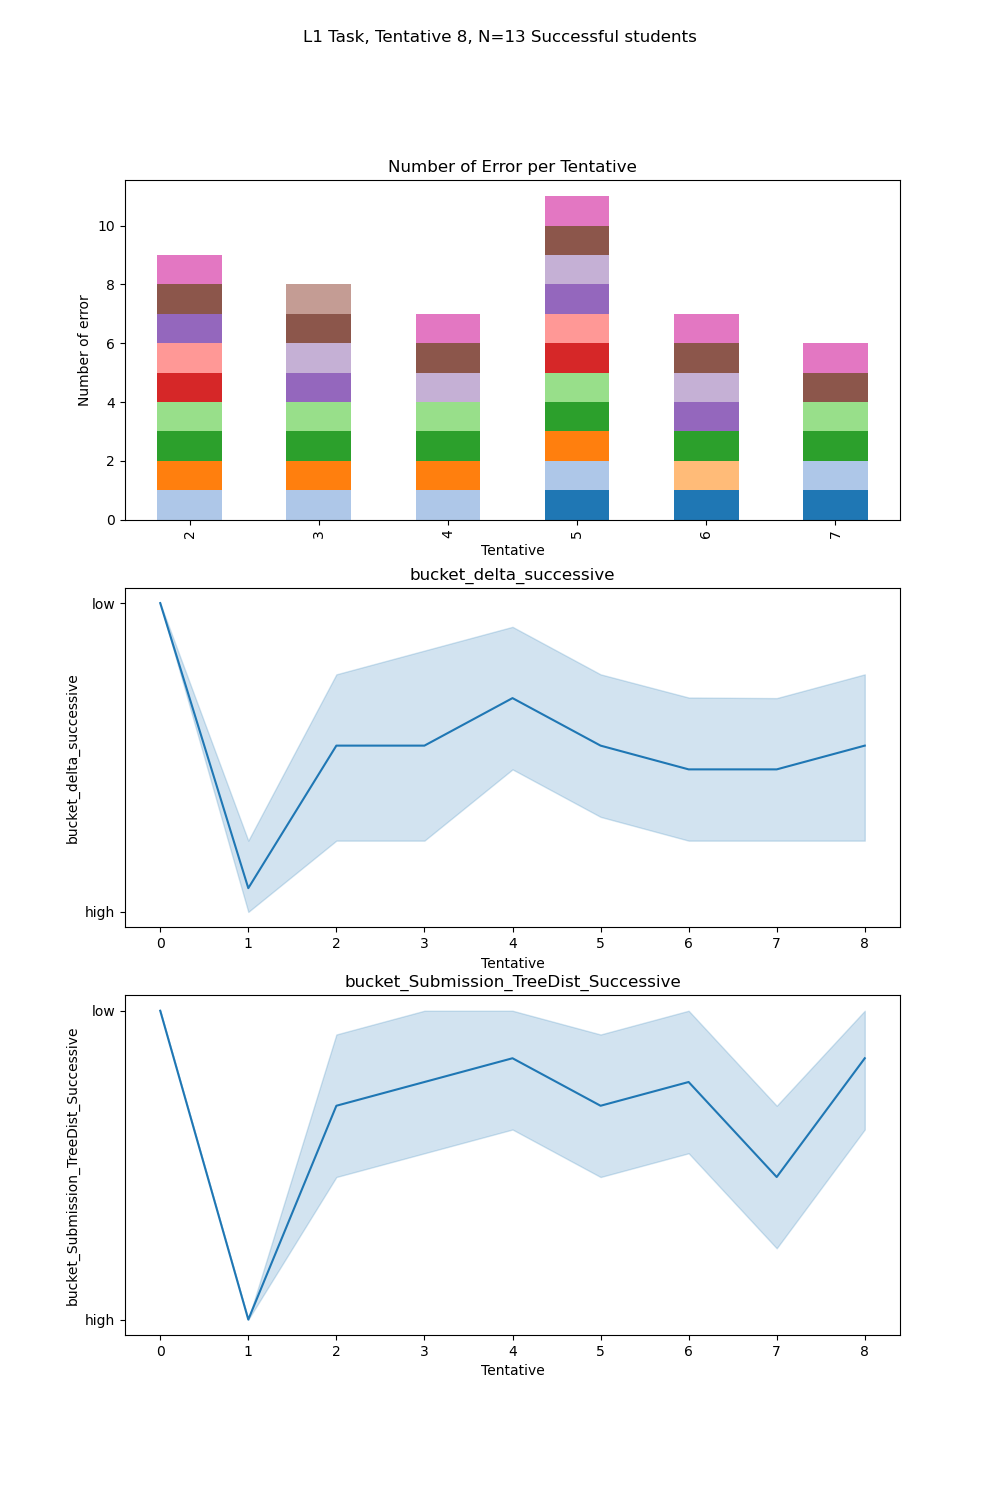 L1 Task, Tentative 8, N=13 Successful students
Number of Error per Tentative
Number of error
10
8
6
4
2
0
2 3 4 5 6 7
Tentative
bucket_delta_successive
bucket_delta_successive
low
high
0 1 2 3 4 5 6 7 8
Tentative
bucket_Submission_TreeDist_Successive
bucket_Submission_TreeDist_Successive
low
high
0 1 2 3 4 5 6 7 8
Tentative